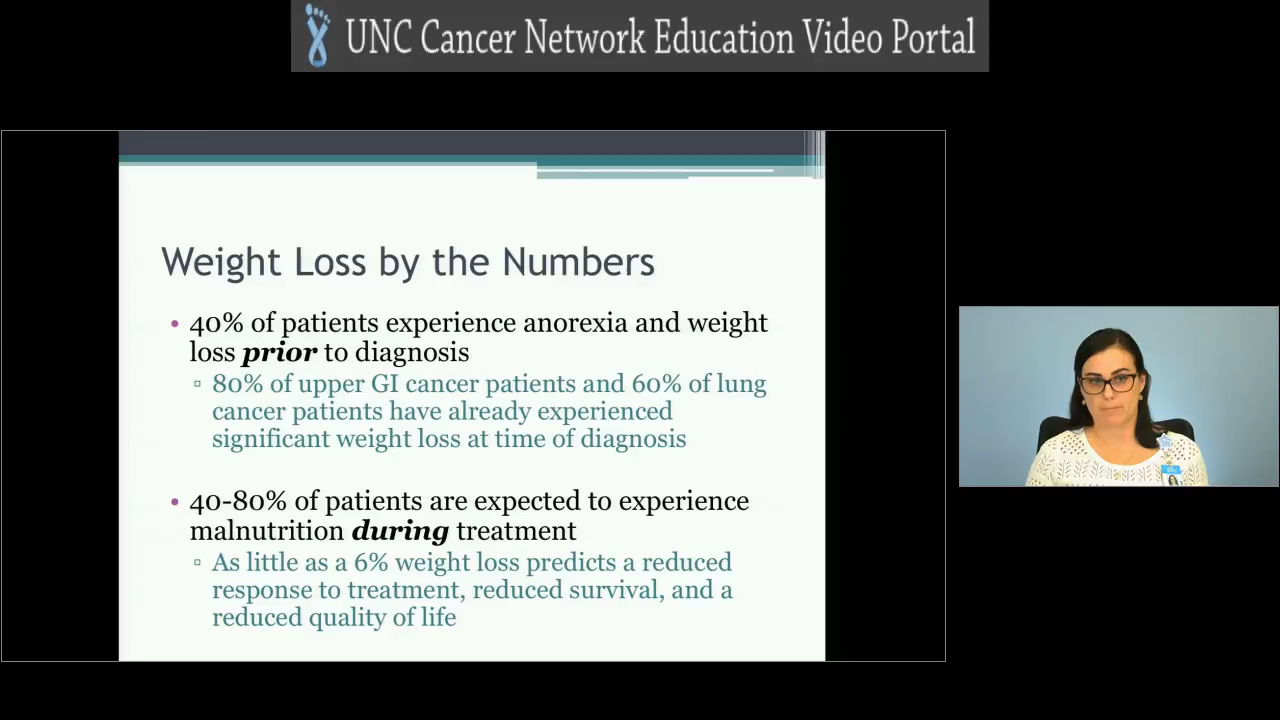 UNC Cancer Network Education Video Portal
Weight Loss by the Numbers
• 40% of patients experience anorexia and weight
loss prior to diagnosis
▫ 80% of upper GI cancer patients and 60% of lung
cancer patients have already experienced
significant weight loss at time of diagnosis
• 40-80% of patients are expected to experience
malnutrition during treatment
▫ As little as a 6% weight loss predicts a reduced
response to treatment, reduced survival, and a
reduced quality of life